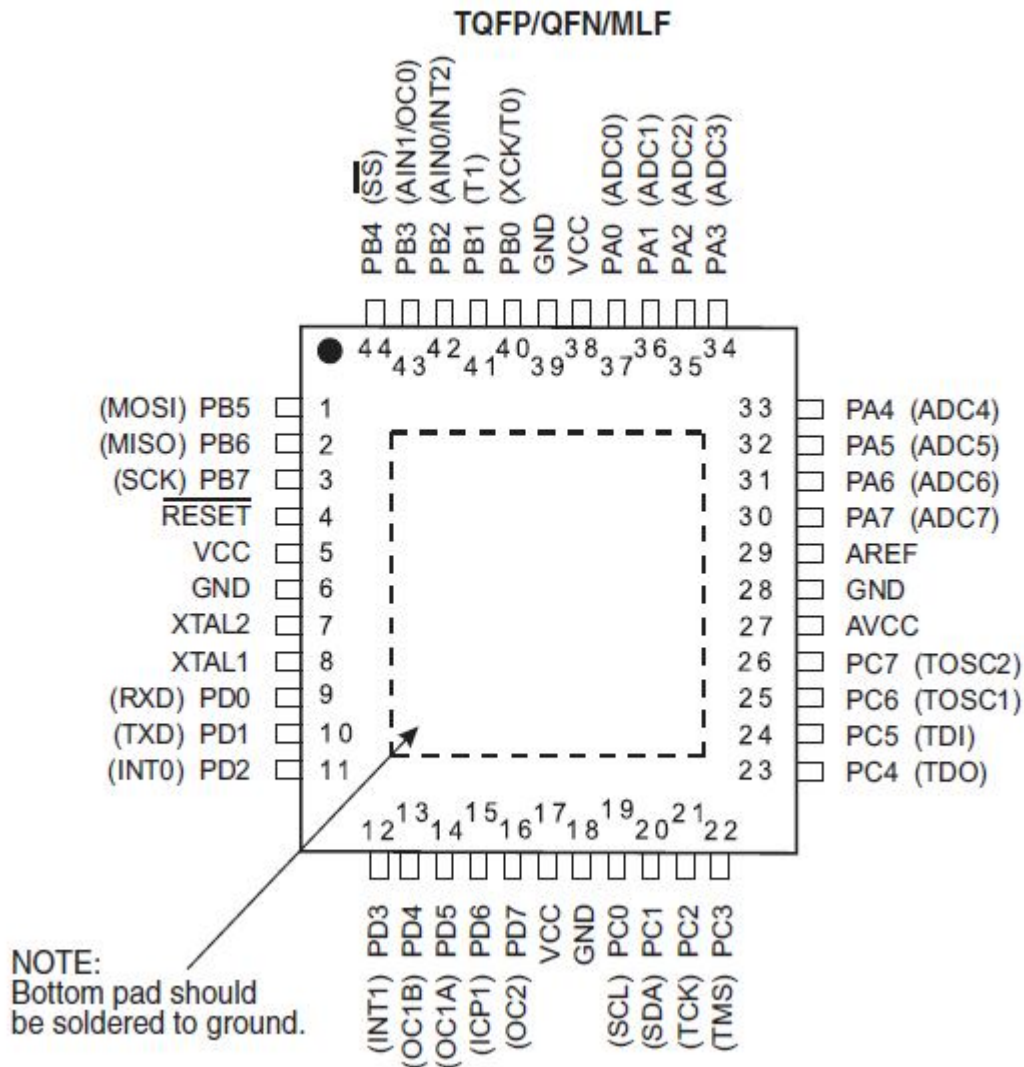 TQFP/QFN/MLF
PB4 (SS)
PB3 (AIN1/OC0)
PB2 (AIN0/INT2)
PB1 (T1)
PB0 (XCK/T0)
GND
VCC
PA0 (ADC0)
PA1 (ADC1)
PA2 (ADC2)
PA3 (ADC3)
44 43 42 41 40 39 38 37 36 35 34
(MOSI) PB5 1
(MISO) PB6 2
(SCK) PB7 3
RESET 4
VCC 5
GND 6
XTAL2 7
XTAL1 8
(RXD) PD0 9
(TXD) PD1 10
(INT0) PD2 11
33 PA4 (ADC4)
32 PA5 (ADC5)
31 PA6 (ADC6)
30 PA7 (ADC7)
29 AREF
28 GND
27 AVCC
26 PC7 (TOSC2)
25 PC6 (TOSC1)
24 PC5 (TDI)
23 PC4 (TDO)
12 13 14 15 16 17 18 19 20 21 22
(INT1) PD3
(OC1B) PD4
(OC1A) PD5
(ICP1) PD6
(OC2) PD7
VCC
GND
(SCL) PC0
(SDA) PC1
(TCK) PC2
(TMS) PC3
NOTE:
Bottom pad should
be soldered to ground.